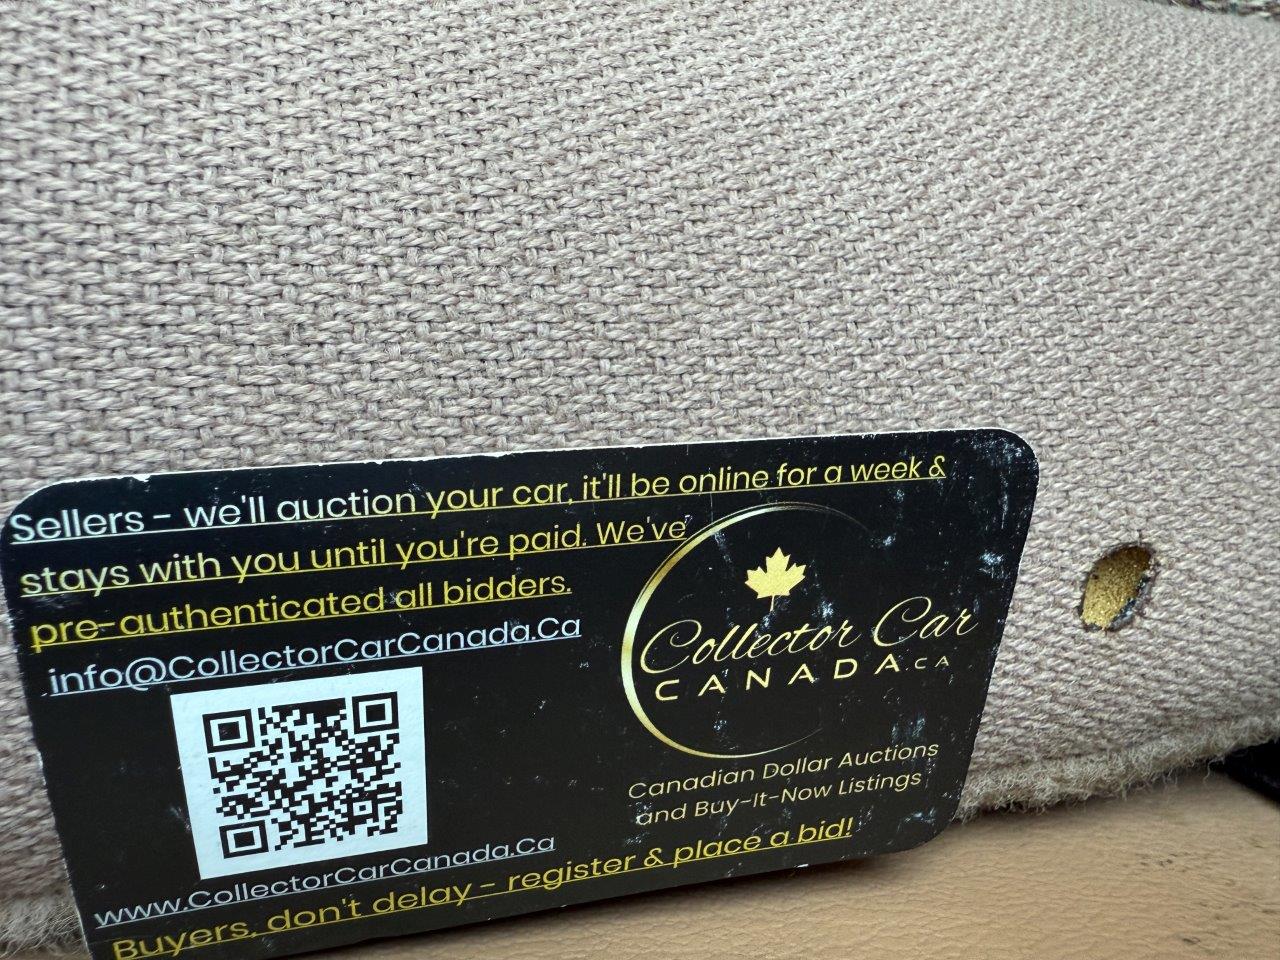 Sellers - we'll auction your car, it'll be online for a week &
stays with you until you're paid. We've
pre-authenticated all bidders.
info@CollectorCarCanada.Ca
Collector Car
CANADA.CA
Canadian Dollar Auctions
and Buy-It-Now Listings
www.CollectorCarCanada.Ca
Buyers, don't delay - register & place a bid!